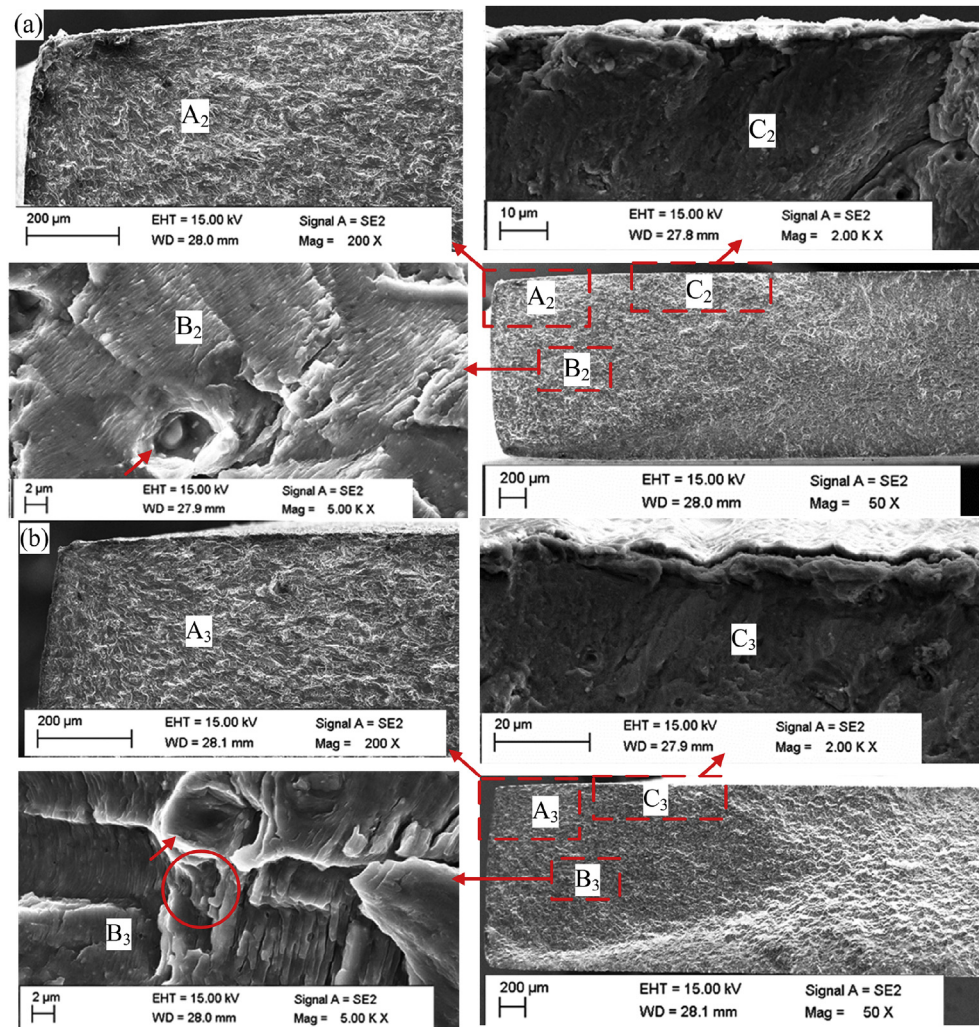 (a)
A₂
200 µm
EHT = 15.00 kV
Signal A = SE2
WD = 28.0 mm
Mag = 200 X
C₂
10 µm
EHT = 15.00 kV
Signal A = SE2
WD = 27.8 mm
Mag = 2.00 K X
B₂
2 µm
EHT = 15.00 kV
Signal A = SE2
WD = 27.9 mm
Mag = 5.00 K X
A₂
C₂
B₂
200 µm
EHT = 15.00 kV
Signal A = SE2
WD = 28.0 mm
Mag = 50 X
(b)
A₃
200 µm
EHT = 15.00 kV
Signal A = SE2
WD = 28.1 mm
Mag = 200 X
C₃
20 µm
EHT = 15.00 kV
Signal A = SE2
WD = 27.9 mm
Mag = 2.00 K X
B₃
2 µm
EHT = 15.00 kV
Signal A = SE2
WD = 28.0 mm
Mag = 5.00 K X
A₃
C₃
B₃
200 µm
EHT = 15.00 kV
Signal A = SE2
WD = 28.1 mm
Mag = 50 X